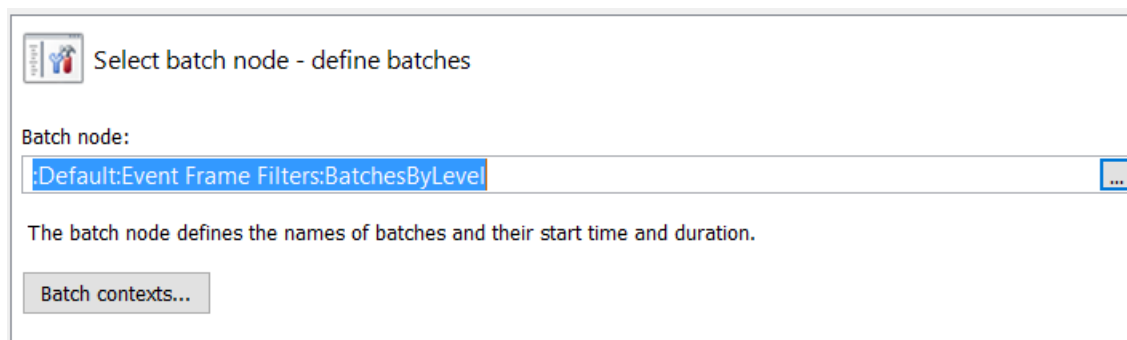 Select batch node - define batches
Batch node:
:Default:Event Frame Filters:BatchesByLevel
...
The batch node defines the names of batches and their start time and duration.
Batch contexts...